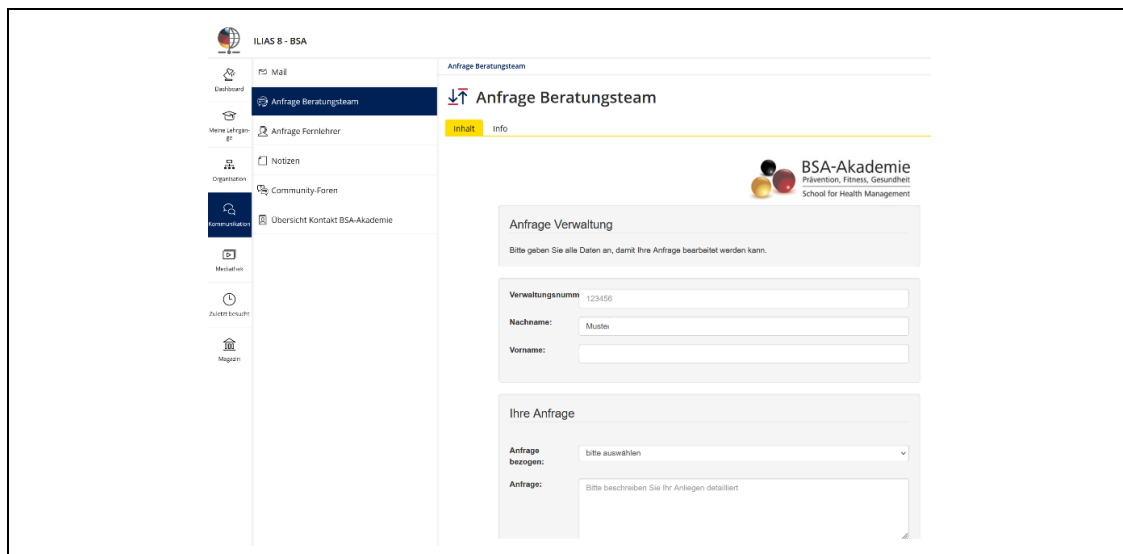 ILIAS 8 - BSA
Dashboard
Meine Lehrgän-
ge
Organisation
Kommunikation
Mediathek
Zuletzt besucht
Magazin
Mail
Anfrage Beratungsteam
Anfrage Fernlehrer
Notizen
Community-Foren
Übersicht Kontakt BSA-Akademie
Anfrage Beratungsteam
Anfrage Beratungsteam
Inhalt Info
BSA-Akademie
Prävention, Fitness, Gesundheit
School for Health Management
Anfrage Verwaltung
Bitte geben Sie alle Daten an, damit Ihre Anfrage bearbeitet werden kann.
Verwaltungsnumm 123456
Nachname: Muster
Vorname:
Ihre Anfrage
Anfrage
bezogen: bitte auswählen
Anfrage: Bitte beschreiben Sie Ihr Anliegen detailliert